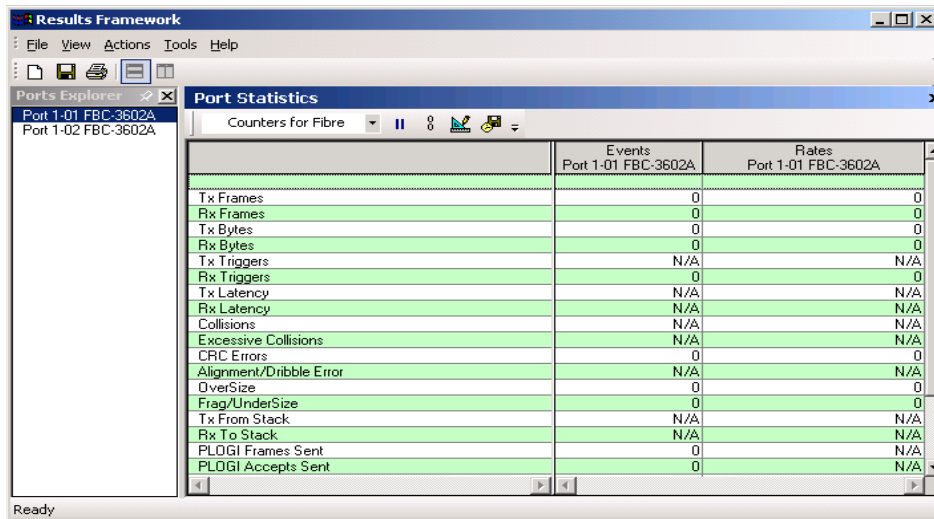 Results Framework
File View Actions Tools Help
Ports Explorer
Port 1-01 FBC-3602A
Port 1-02 FBC-3602A
Port Statistics
Counters for Fibre
Events Rates
Port 1-01 FBC-3602A Port 1-01 FBC-3602A
Tx Frames 0 0
Rx Frames 0 0
Tx Bytes 0 0
Rx Bytes 0 0
Tx Triggers N/A N/A
Rx Triggers 0 0
Tx Latency N/A N/A
Rx Latency N/A N/A
Collisions N/A N/A
Excessive Collisions N/A N/A
CRC Errors 0 0
Alignment/Dribble Error N/A N/A
OverSize 0 0
Frag/UnderSize 0 0
Tx From Stack N/A N/A
Rx To Stack N/A N/A
PLOGI Frames Sent 0 N/A
PLOGI Accepts Sent 0 N/A
Ready